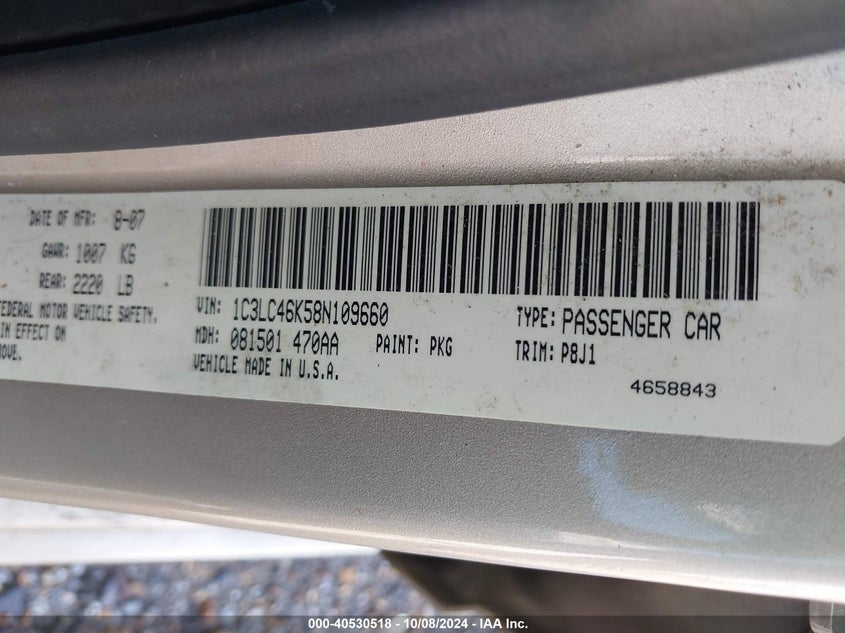 DATE OF MFR: 8-07
GAWR: 1007 KG
REAR: 2220 LB
FEDERAL MOTOR VEHICLE SAFETY,
IN EFFECT ON
VIN: 1C3LC46K58N109660
TYPE: PASSENGER CAR
MDH: 081501 470AA
PAINT: PKG
TRIM: P8J1
VEHICLE MADE IN U.S.A.
4658843
000-40530518 | 10/08/2024 - IAA Inc.